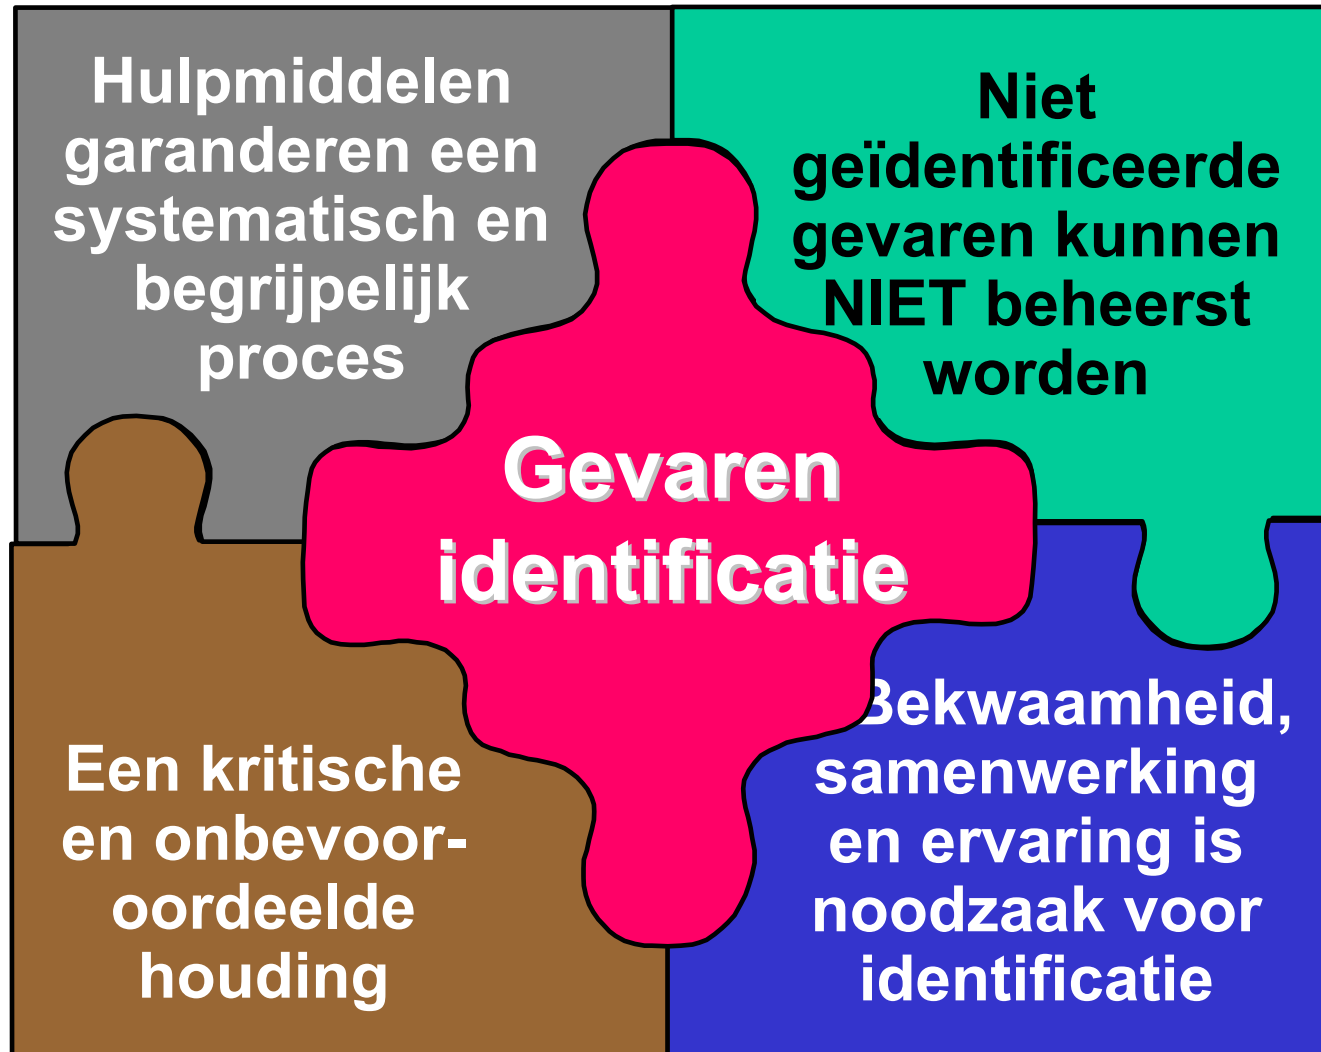 Hulpmiddelen
garanderen een
systematisch en
begrijpelijk
proces
Niet
geïdentificeerde
gevaren kunnen
NIET beheerst
worden
Gevaren
identificatie
Een kritische
en onbevoor-
oordeelde
houding
Bekwaamheid,
samenwerking
en ervaring is
noodzaak voor
identificatie